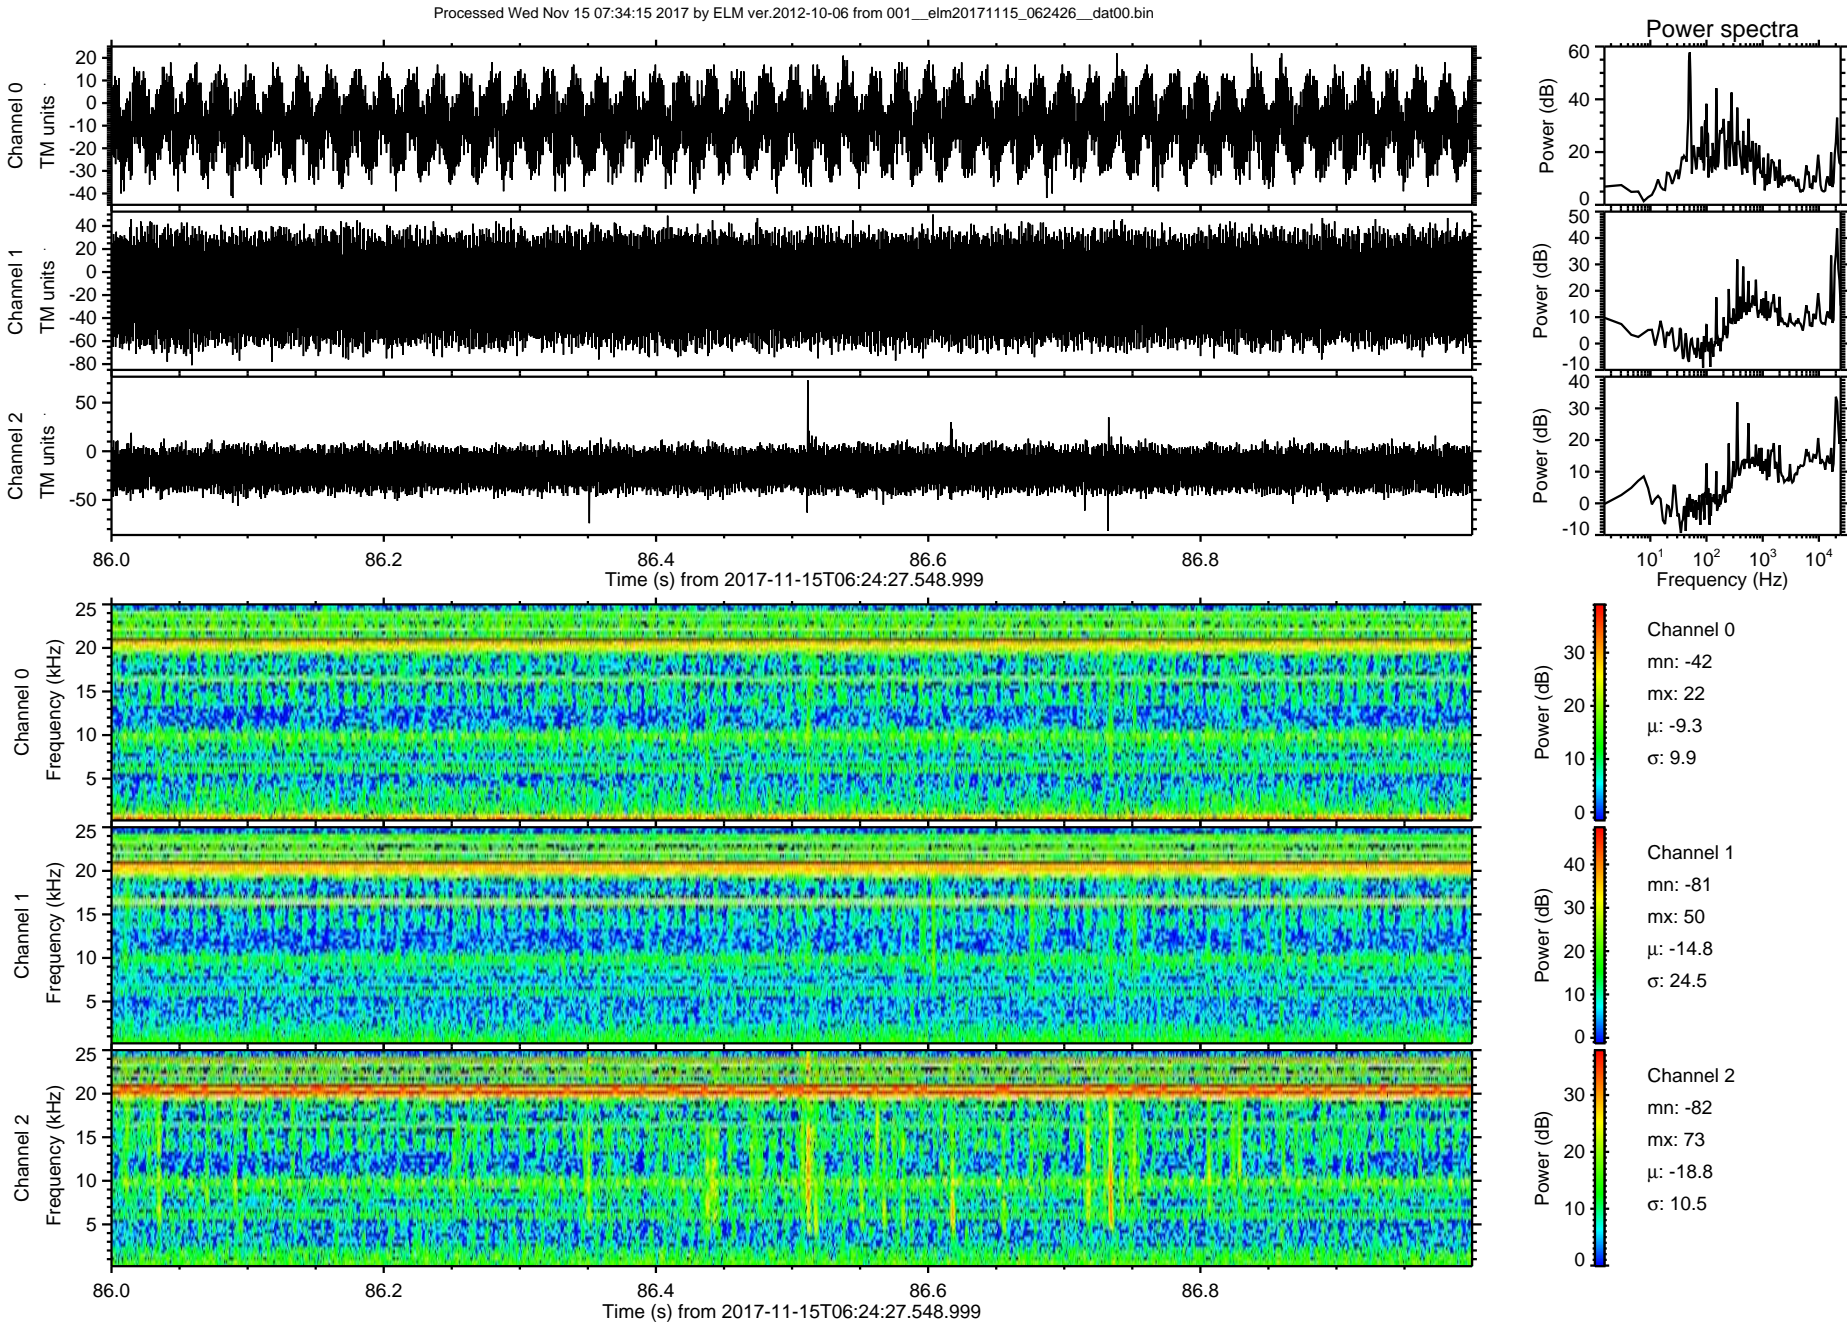 Processed Wed Nov 15 07:34:15 2017 by ELM ver.2012-10-06 from 001__elm20171115_062426__dat00.bin
Power spectra
Channel 0
TM units
20
10
0
-10
-20
-30
-40
Power (dB)
60
40
20
0
Channel 1
TM units
40
20
0
-20
-40
-60
-80
Power (dB)
50
40
30
20
10
0
-10
Channel 2
TM units
50
0
-50
Power (dB)
40
30
20
10
0
-10
86.0 86.2 86.4 86.6 86.8
Time (s) from 2017-11-15T06:24:27.548.999
10¹ 10² 10³ 10⁴
Frequency (Hz)
Channel 0
Frequency (kHz)
25
20
15
10
5
Power (dB)
30
20
10
0
Channel 0
mn: -42
mx: 22
μ: -9.3
σ: 9.9
Channel 1
Frequency (kHz)
25
20
15
10
5
Power (dB)
40
30
20
10
0
Channel 1
mn: -81
mx: 50
μ: -14.8
σ: 24.5
Channel 2
Frequency (kHz)
25
20
15
10
5
Power (dB)
30
20
10
0
Channel 2
mn: -82
mx: 73
μ: -18.8
σ: 10.5
86.0 86.2 86.4 86.6 86.8
Time (s) from 2017-11-15T06:24:27.548.999